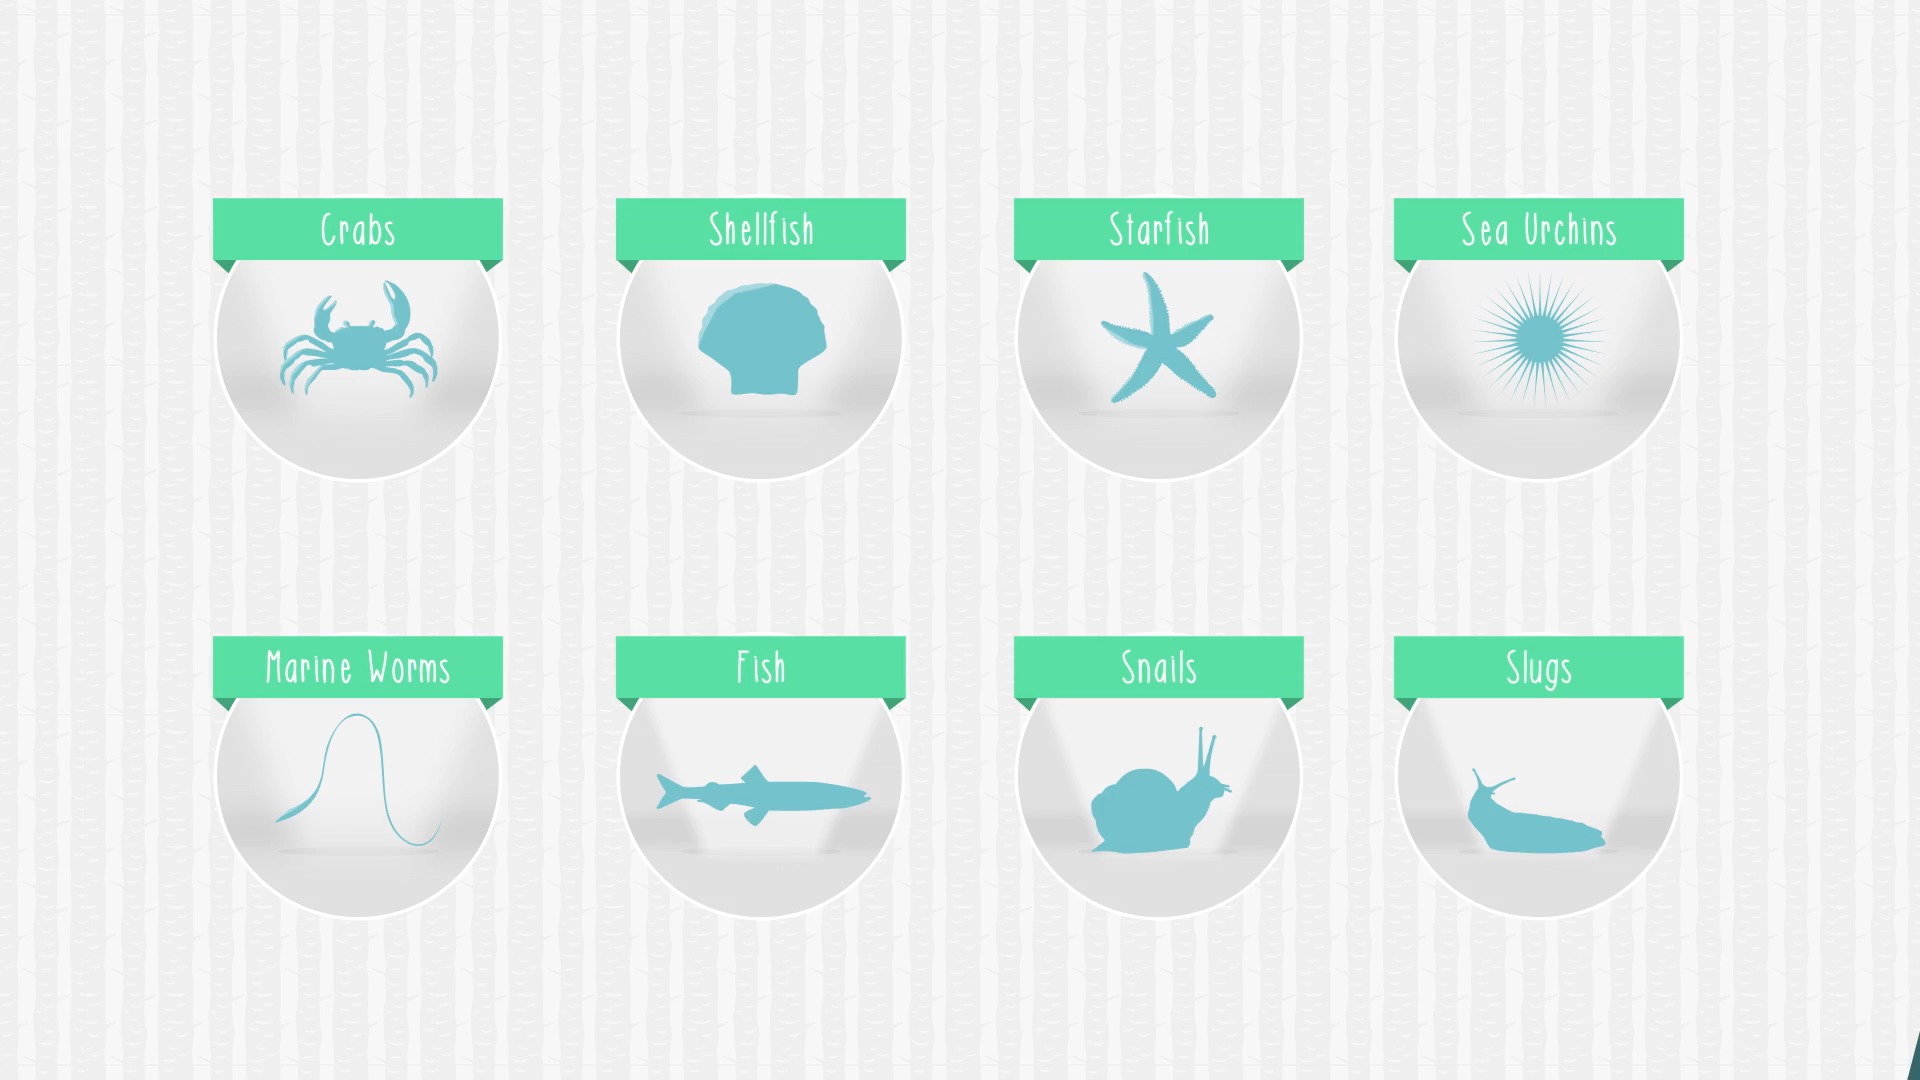 Crabs
Shellfish
Starfish
Sea Urchins
Marine Worms
Fish
Snails
Slugs